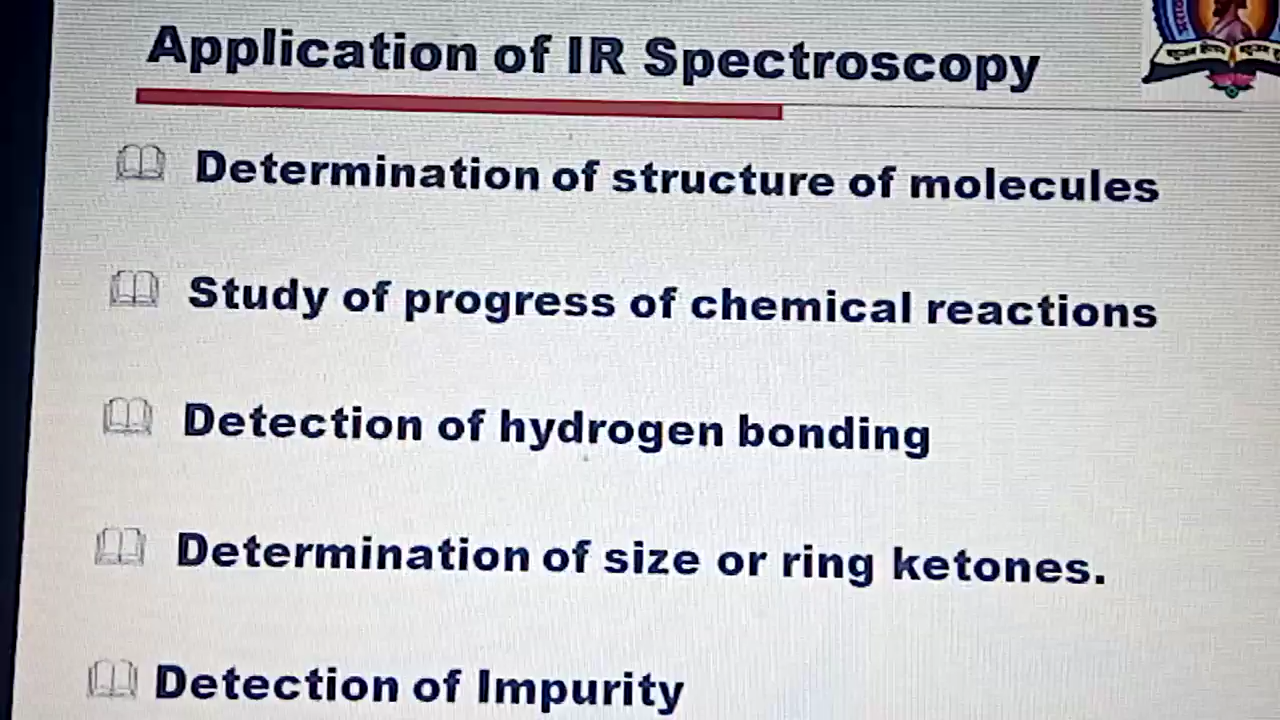 Application of IR Spectroscopy
Determination of structure of molecules
Study of progress of chemical reactions
Detection of hydrogen bonding
Determination of size or ring ketones.
Detection of Impurity